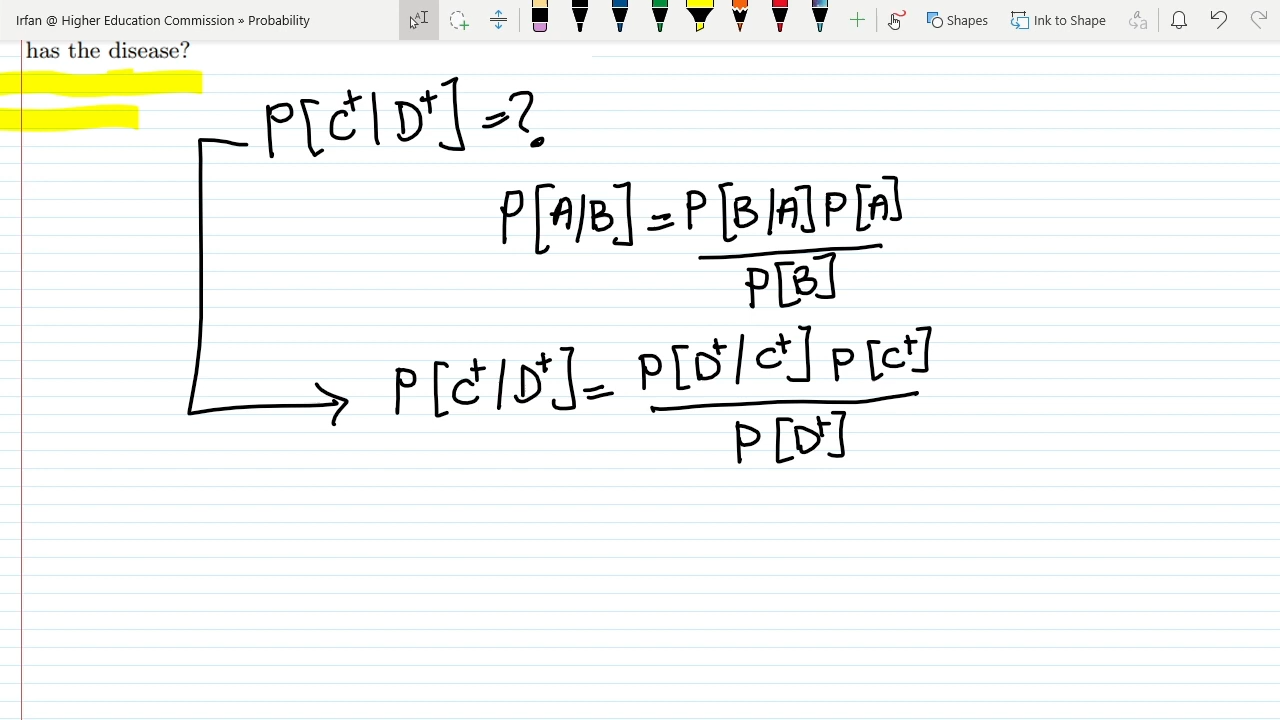 Irfan @ Higher Education Commission » Probability
Shapes
Ink to Shape
has the disease?
P[C⁺|D⁺] = ?
P[A|B] = P[B|A] P[A]
P[B]
P[C⁺|D⁺] = P[D⁺|C⁺] P[C⁺]
P[D⁺]